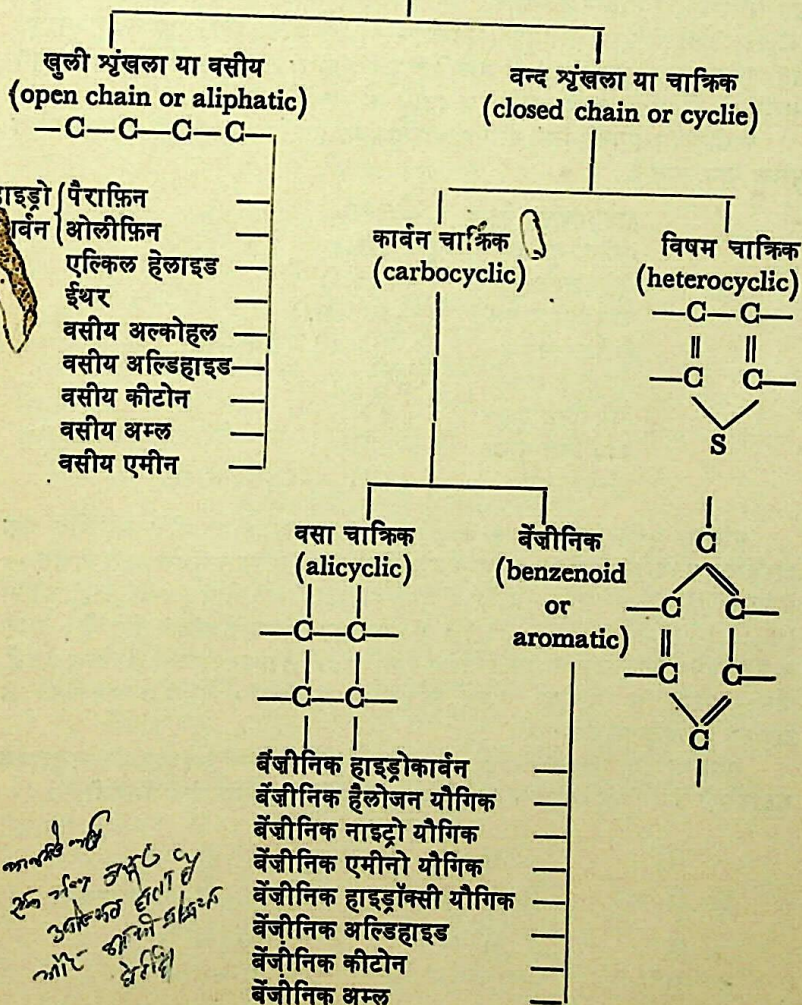 खुली शृंखला या वसीय
(open chain or aliphatic)
—C—C—C—C—
वन्द शृंखला या चाक्रिक
(closed chain or cyclie)
पैराफ़िन
ओलीफ़िन
एल्किल हेलाइड
ईथर
वसीय अल्कोहल
वसीय अल्डिहाइड
वसीय कीटोन
वसीय अम्ल
वसीय एमीन
कार्वन चाक्रिक
(carbocyclic)
विषम चाक्रिक
(heterocyclic)
—C—C—
—C C—
S
वसा चाक्रिक
(alicyclic)
—C—C—
—C—C—
बेंज़ीनिक
(benzenoid
or
aromatic)
C
—C C—
—C C—
C
बेंज़ीनिक हाइड्रोकार्वन
बेंज़ीनिक हैलोजन यौगिक
बेंज़ीनिक नाइट्रो यौगिक
बेंज़ीनिक एमीनो यौगिक
बेंज़ीनिक हाइड्रॉक्सी यौगिक
बेंज़ीनिक अल्डिहाइड
बेंज़ीनिक कीटोन
बेंज़ीनिक अम्ल